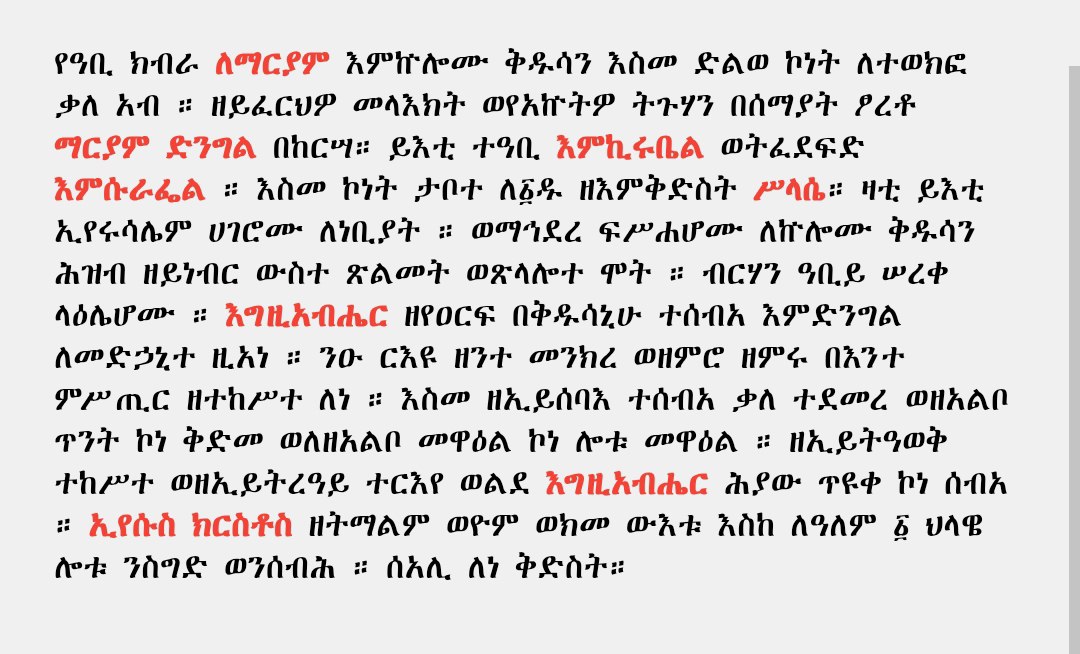 የዓቢ ክብራ ለማርያም እምኵሎሙ ቅዱሳን እስመ ድልወ ኮነት ለተወክፎ
ቃለ አብ ። ዘይፈርህዎ መላእክት ወየአኵትዎ ትጉሃን በሰማያት ፆረቶ
ማርያም ድንግል በከርሣ። ይእቲ ተዓቢ እምኪሩቤል ወትፈደፍድ
እምሱራፌል ። እስመ ኮነት ታቦተ ለ፩ዱ ዘእምቅድስት ሥላሴ። ዛቲ ይእቲ
ኢየሩሳሌም ሀገሮሙ ለነቢያት ። ወማኅደረ ፍሥሐሆሙ ለኵሎሙ ቅዱሳን
ሕዝብ ዘይነብር ውስተ ጽልመት ወጽላሎተ ሞት ። ብርሃን ዓቢይ ሠረቀ
ላዕሌሆሙ ። እግዚአብሔር ዘየዐርፍ በቅዱሳኒሁ ተሰብአ እምድንግል
ለመድኃኒተ ዚአነ ። ንዑ ርእዩ ዘንተ መንክረ ወዘምሮ ዘምሩ በእንተ
ምሥጢር ዘተከሥተ ለነ ። እስመ ዘኢይሰባእ ተሰብአ ቃለ ተደመረ ወዘአልቦ
ጥንት ኮነ ቅድመ ወለዘአልቦ መዋዕል ኮነ ሎቱ መዋዕል ። ዘኢይትዓወቅ
ተከሥተ ወዘኢይትረዓይ ተርእየ ወልደ እግዚአብሔር ሕያው ጥዩቀ ኮነ ሰብአ
። ኢየሱስ ክርስቶስ ዘትማልም ወዮም ወክመ ውእቱ እስከ ለዓለም ፩ ህላዌ
ሎቱ ንስግድ ወንሰብሕ ። ሰአሊ ለነ ቅድስት።